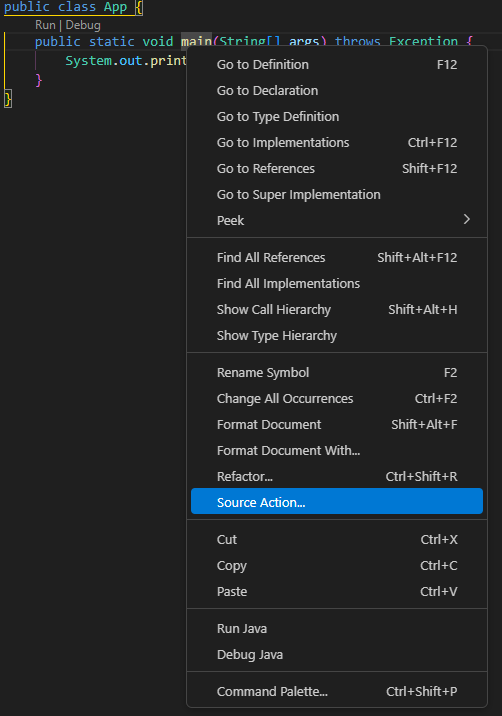 public class App {
Run | Debug
public static void main(String[] args) throws Exception {
System.out.print
}
}
Go to Definition F12
Go to Declaration
Go to Type Definition
Go to Implementations Ctrl+F12
Go to References Shift+F12
Go to Super Implementation
Peek
Find All References Shift+Alt+F12
Find All Implementations
Show Call Hierarchy Shift+Alt+H
Show Type Hierarchy
Rename Symbol F2
Change All Occurrences Ctrl+F2
Format Document Shift+Alt+F
Format Document With...
Refactor... Ctrl+Shift+R
Source Action...
Cut Ctrl+X
Copy Ctrl+C
Paste Ctrl+V
Run Java
Debug Java
Command Palette... Ctrl+Shift+P